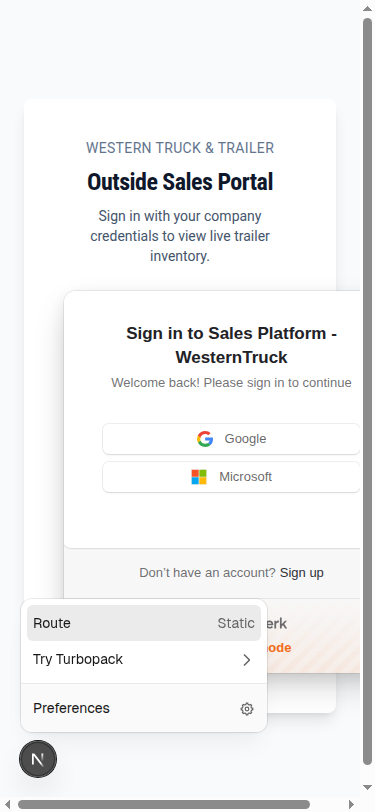 WESTERN TRUCK & TRAILER
Outside Sales Portal
Sign in with your company
credentials to view live trailer
inventory.
Sign in to Sales Platform -
WesternTruck
Welcome back! Please sign in to continue
Google
Microsoft
Don't have an account? Sign up
erk
ode
Route Static
Try Turbopack
Preferences
N